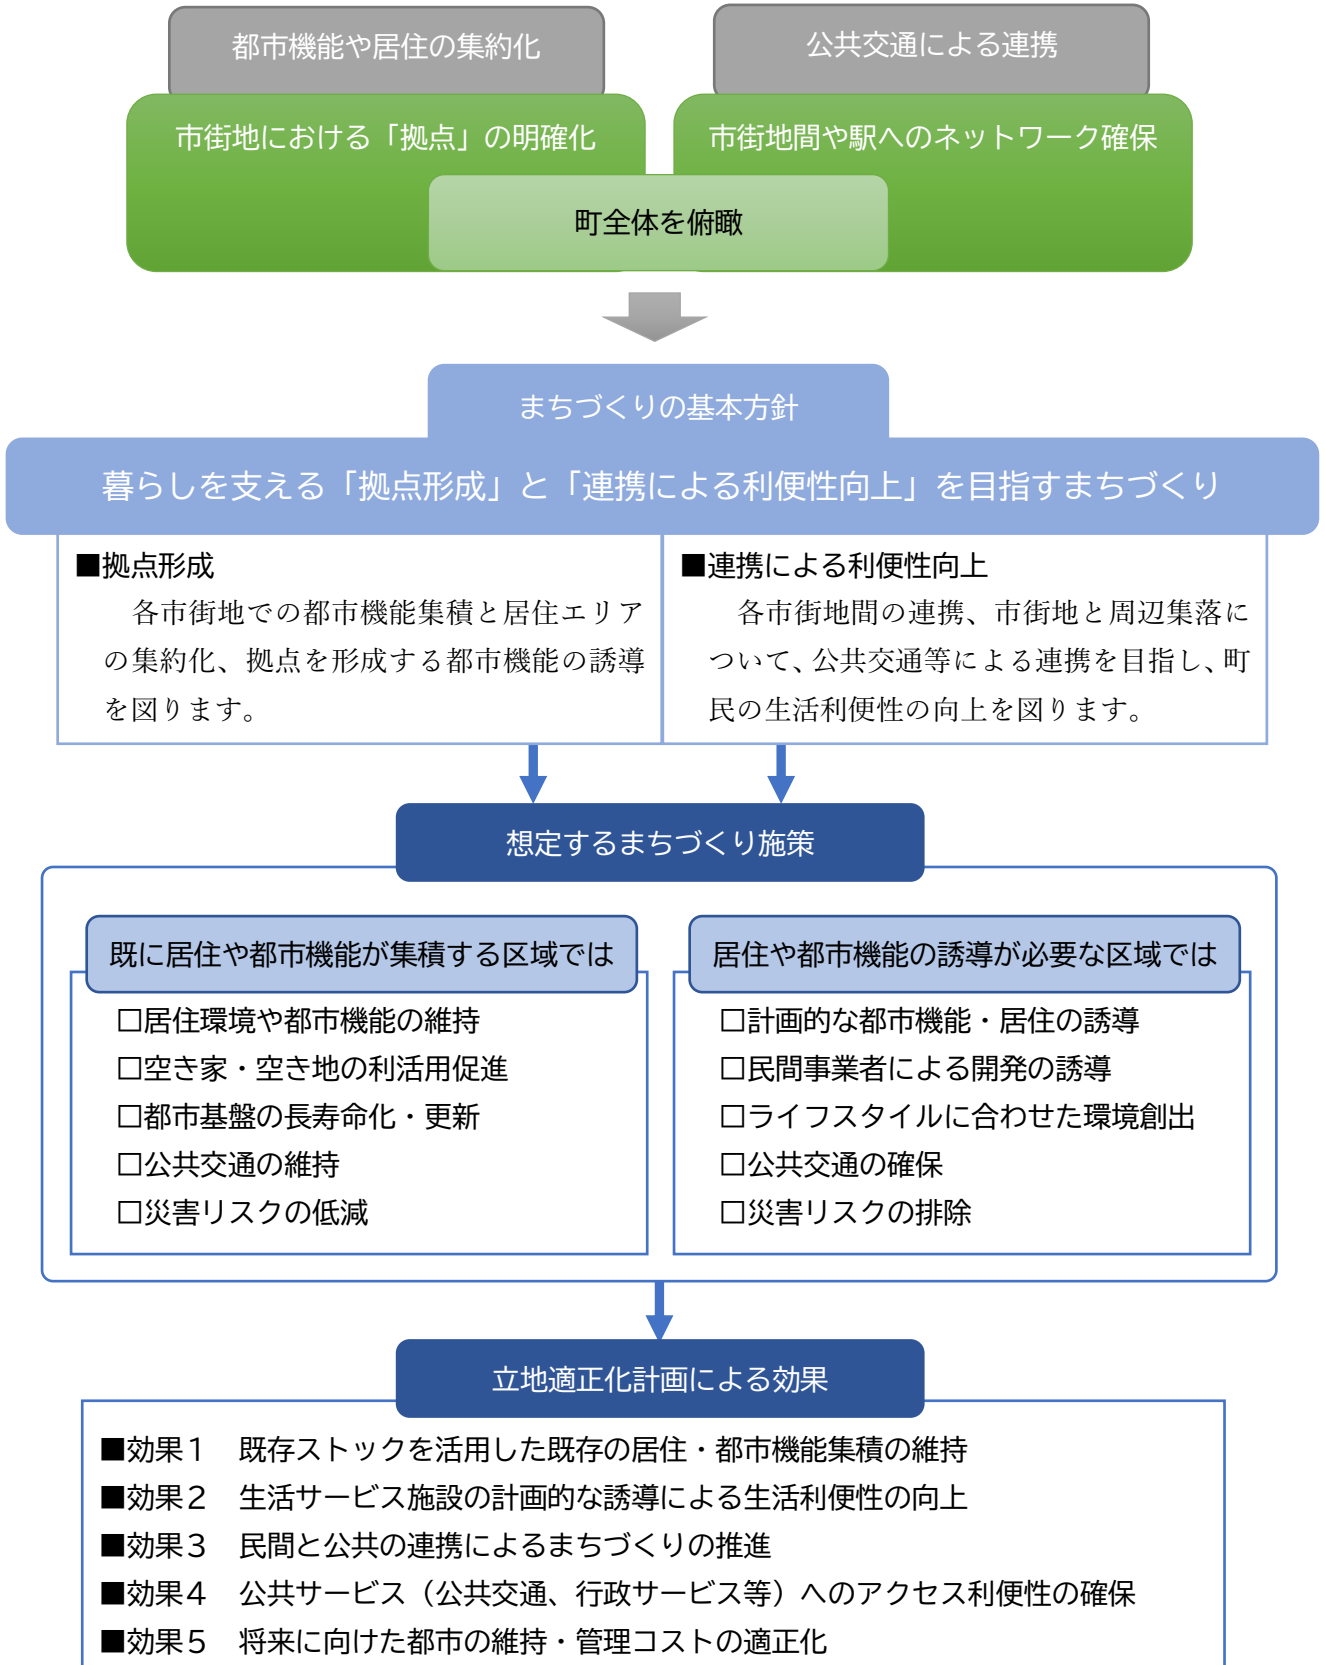 都市機能や居住の集約化
公共交通による連携
市街地における「拠点」の明確化
市街地間や駅へのネットワーク確保
町全体を俯瞰
まちづくりの基本方針
暮らしを支える「拠点形成」と「連携による利便性向上」を目指すまちづくり
■拠点形成
各市街地での都市機能集積と居住エリア
の集約化、拠点を形成する都市機能の誘導
を図ります。
■連携による利便性向上
各市街地間の連携、市街地と周辺集落に
ついて、公共交通等による連携を目指し、町
民の生活利便性の向上を図ります。
想定するまちづくり施策
既に居住や都市機能が集積する区域では
□居住環境や都市機能の維持
□空き家・空き地の利活用促進
□都市基盤の長寿命化・更新
□公共交通の維持
□災害リスクの低減
居住や都市機能の誘導が必要な区域では
□計画的な都市機能・居住の誘導
□民間事業者による開発の誘導
□ライフスタイルに合わせた環境創出
□公共交通の確保
□災害リスクの排除
立地適正化計画による効果
■効果１　既存ストックを活用した既存の居住・都市機能集積の維持
■効果２　生活サービス施設の計画的な誘導による生活利便性の向上
■効果３　民間と公共の連携によるまちづくりの推進
■効果４　公共サービス（公共交通、行政サービス等）へのアクセス利便性の確保
■効果５　将来に向けた都市の維持・管理コストの適正化